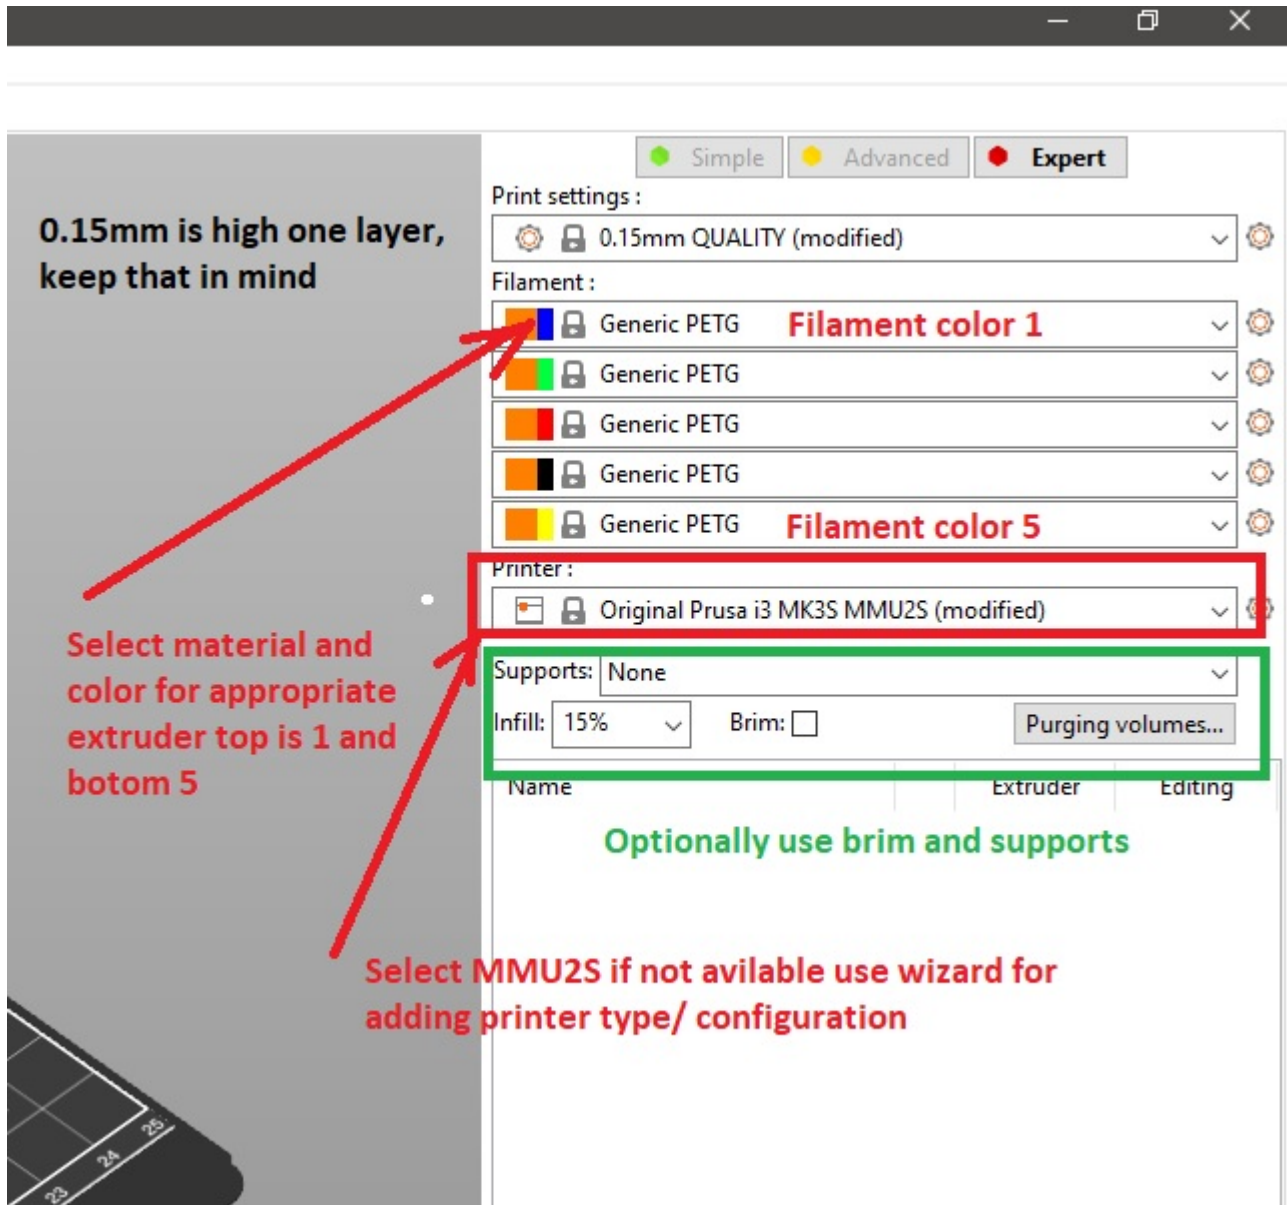 Simple Advanced Expert
Print settings :
0.15mm is high one layer,
keep that in mind
0.15mm QUALITY (modified)
Filament :
Generic PETG Filament color 1
Generic PETG
Generic PETG
Generic PETG
Generic PETG Filament color 5
Printer :
Original Prusa i3 MK3S MMU2S (modified)
Select material and
color for appropriate
extruder top is 1 and
botom 5
Supports: None
Infill: 15% Brim: Purging volumes...
Name Extruder Editing
Optionally use brim and supports
Select MMU2S if not avilable use wizard for
adding printer type/ configuration
25
24
23